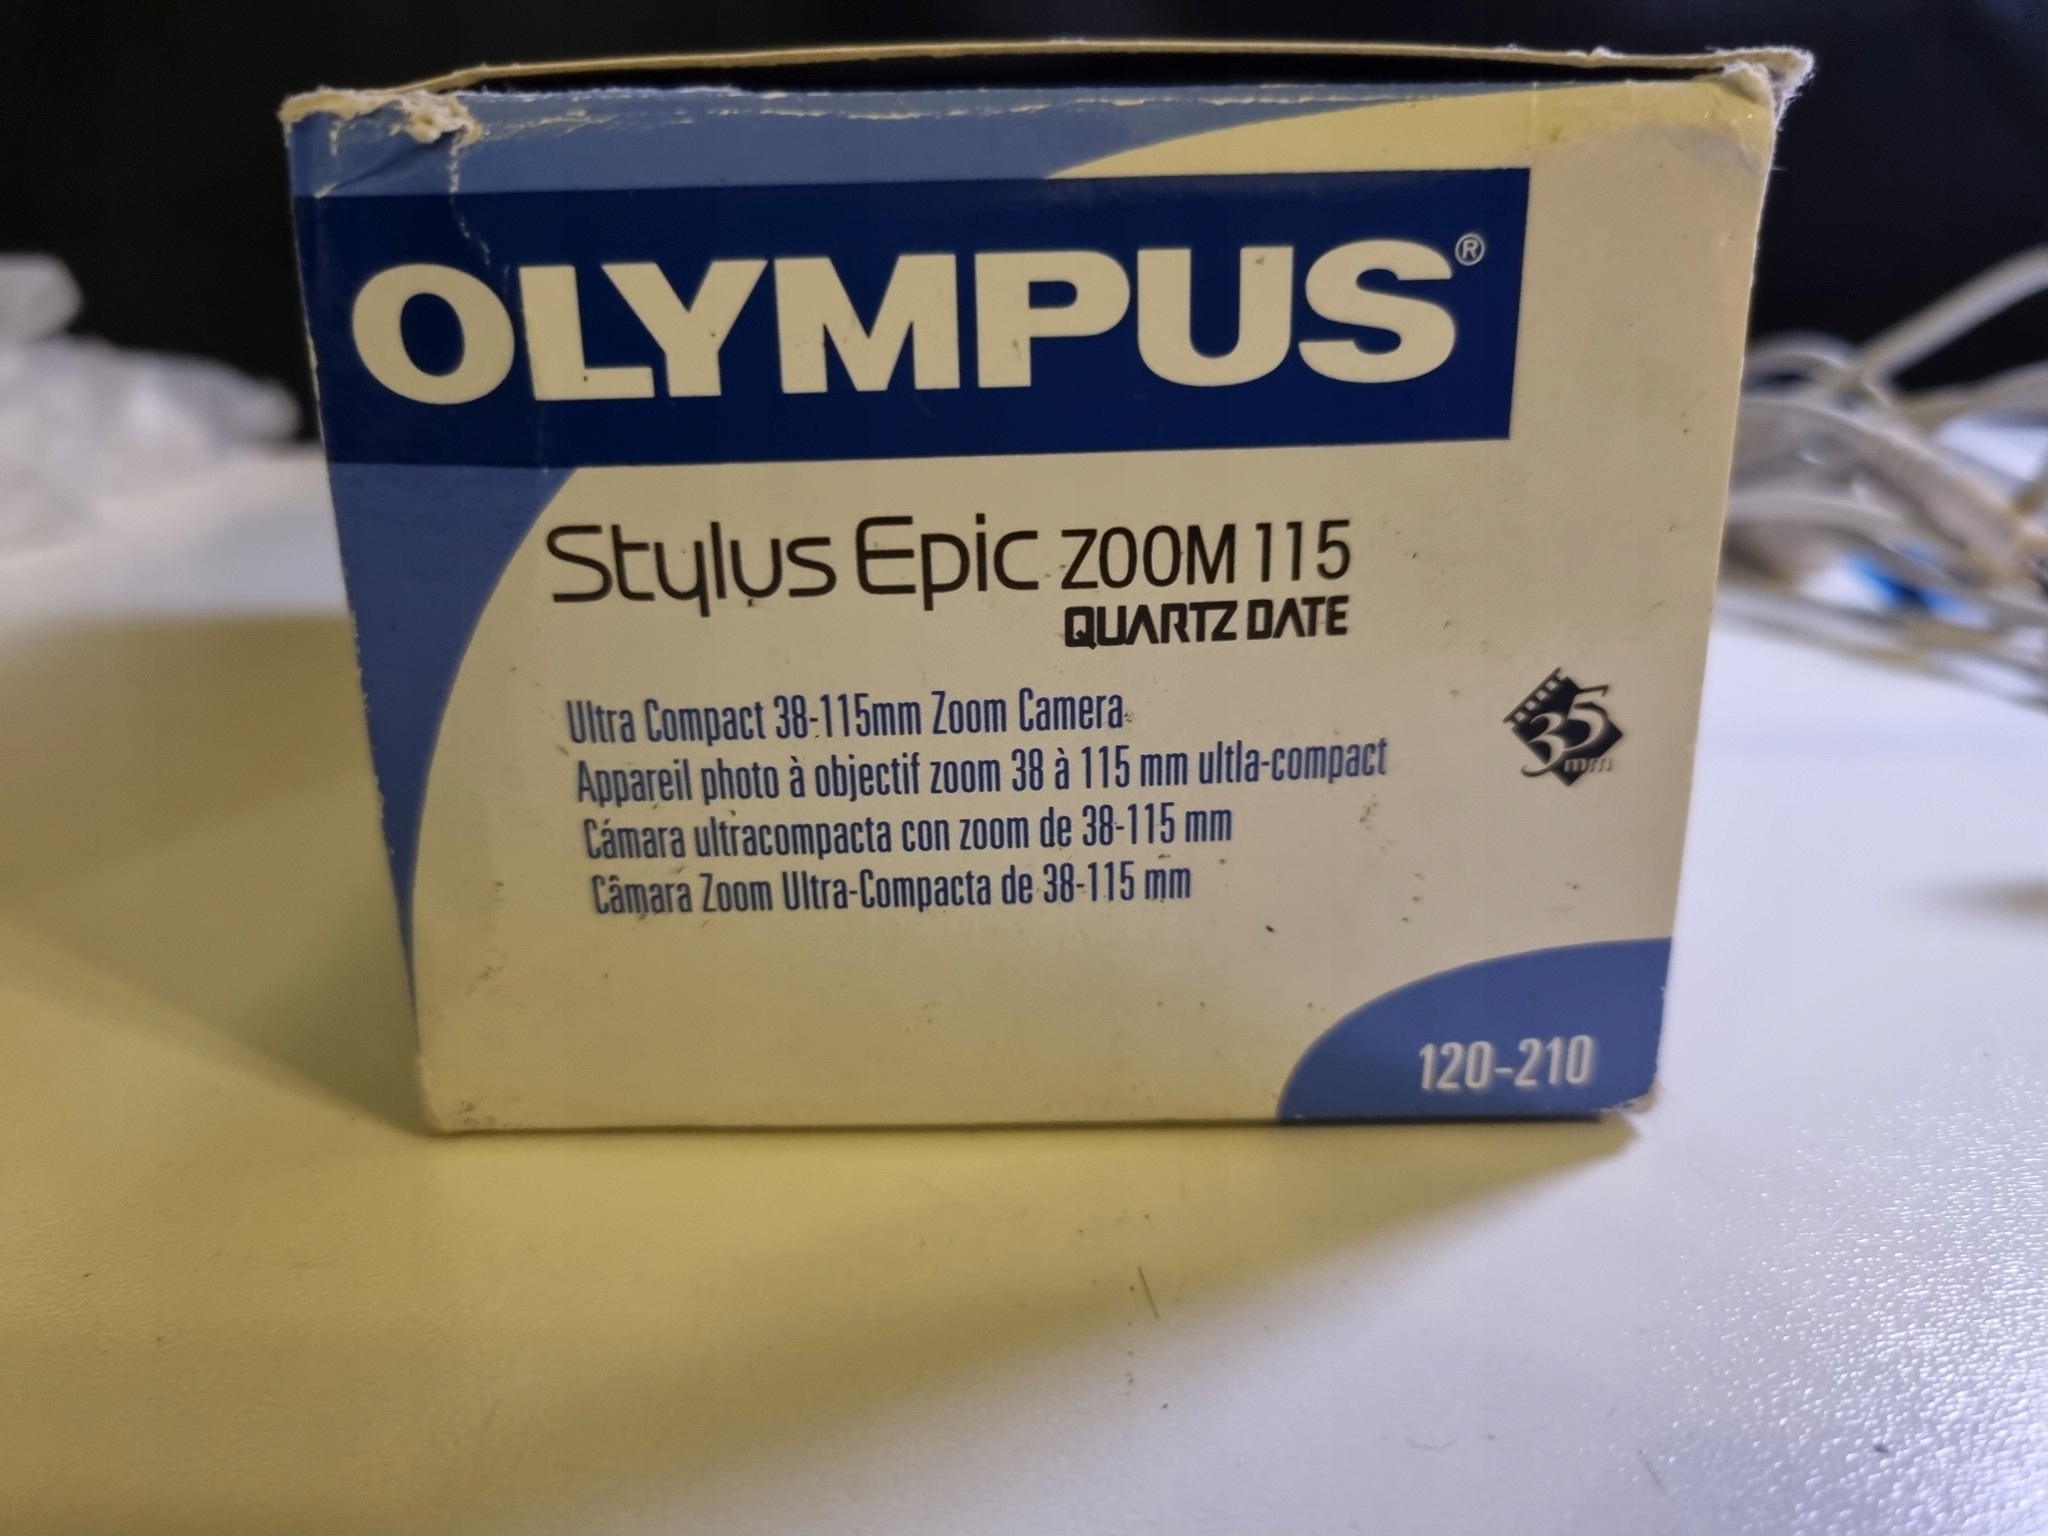 OLYMPUS®
Stylus Epic ZOOM 115
QUARTZ DATE
Ultra Compact 38-115mm Zoom Camera
Appareil photo à objectif zoom 38 à 115 mm ultla-compact
Cámara ultracompacta con zoom de 38-115 mm
Câmara Zoom Ultra-Compacta de 38-115 mm
35
mm
120-210